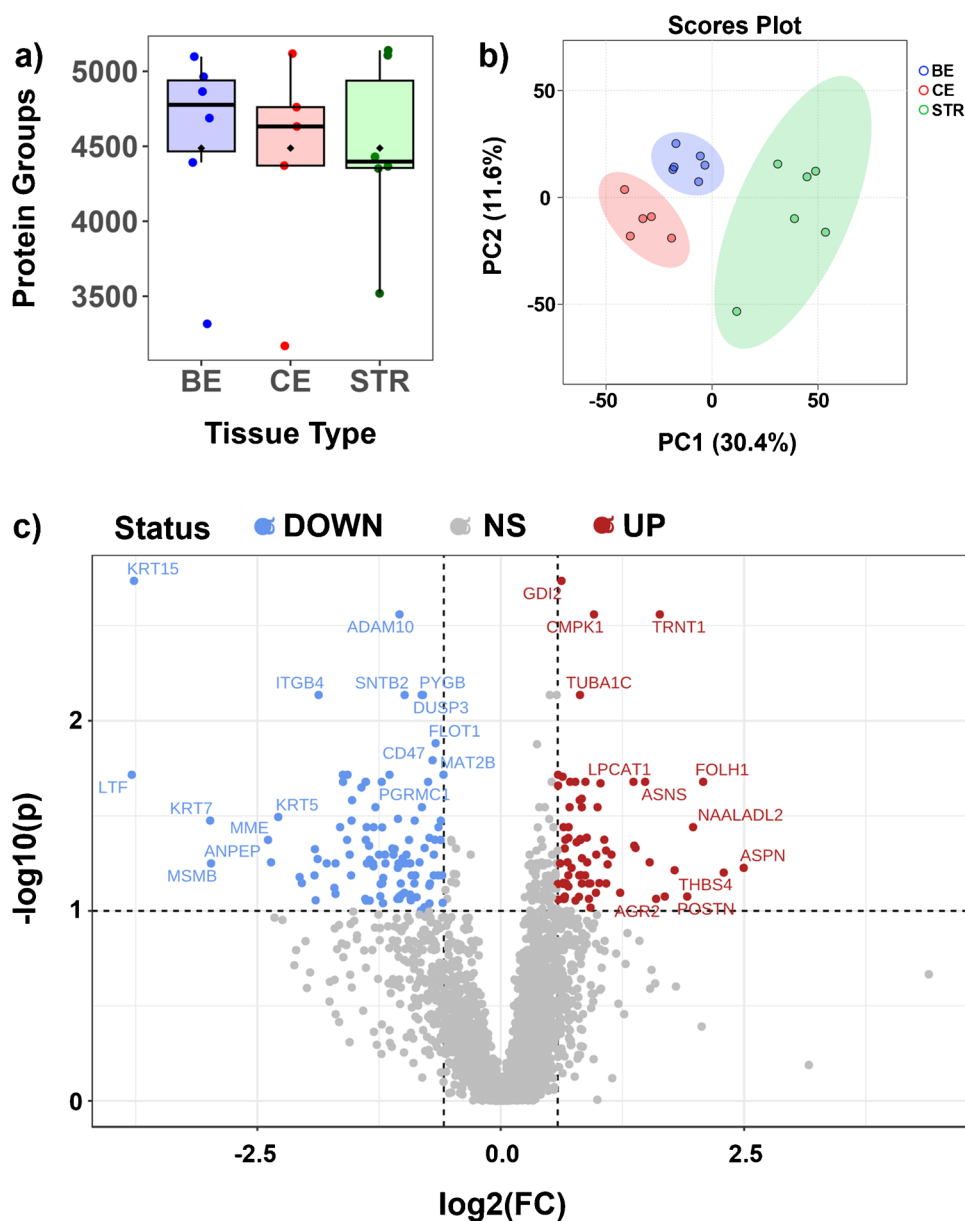 a)
Protein Groups
5000
4500
4000
3500
BE CE STR
Tissue Type
b)
Scores Plot
BE
CE
STR
PC2 (11.6%)
50
0
-50
-50 0 50
PC1 (30.4%)
c)
Status DOWN NS UP
KRT15
GDI2
ADAM10 CMPK1 TRNT1
ITGB4 SNTB2 PYGB TUBA1C
DUSP3
FLOT1
CD47 MAT2B
LTF PGRMC1 LPCAT1 FOLH1
ASNS
KRT7 KRT5 NAALADL2
MME
ANPEP ASPN
MSMB THBS4
AGR2 POSTN
-log10(p)
2
1
0
-2.5 0.0 2.5
log2(FC)